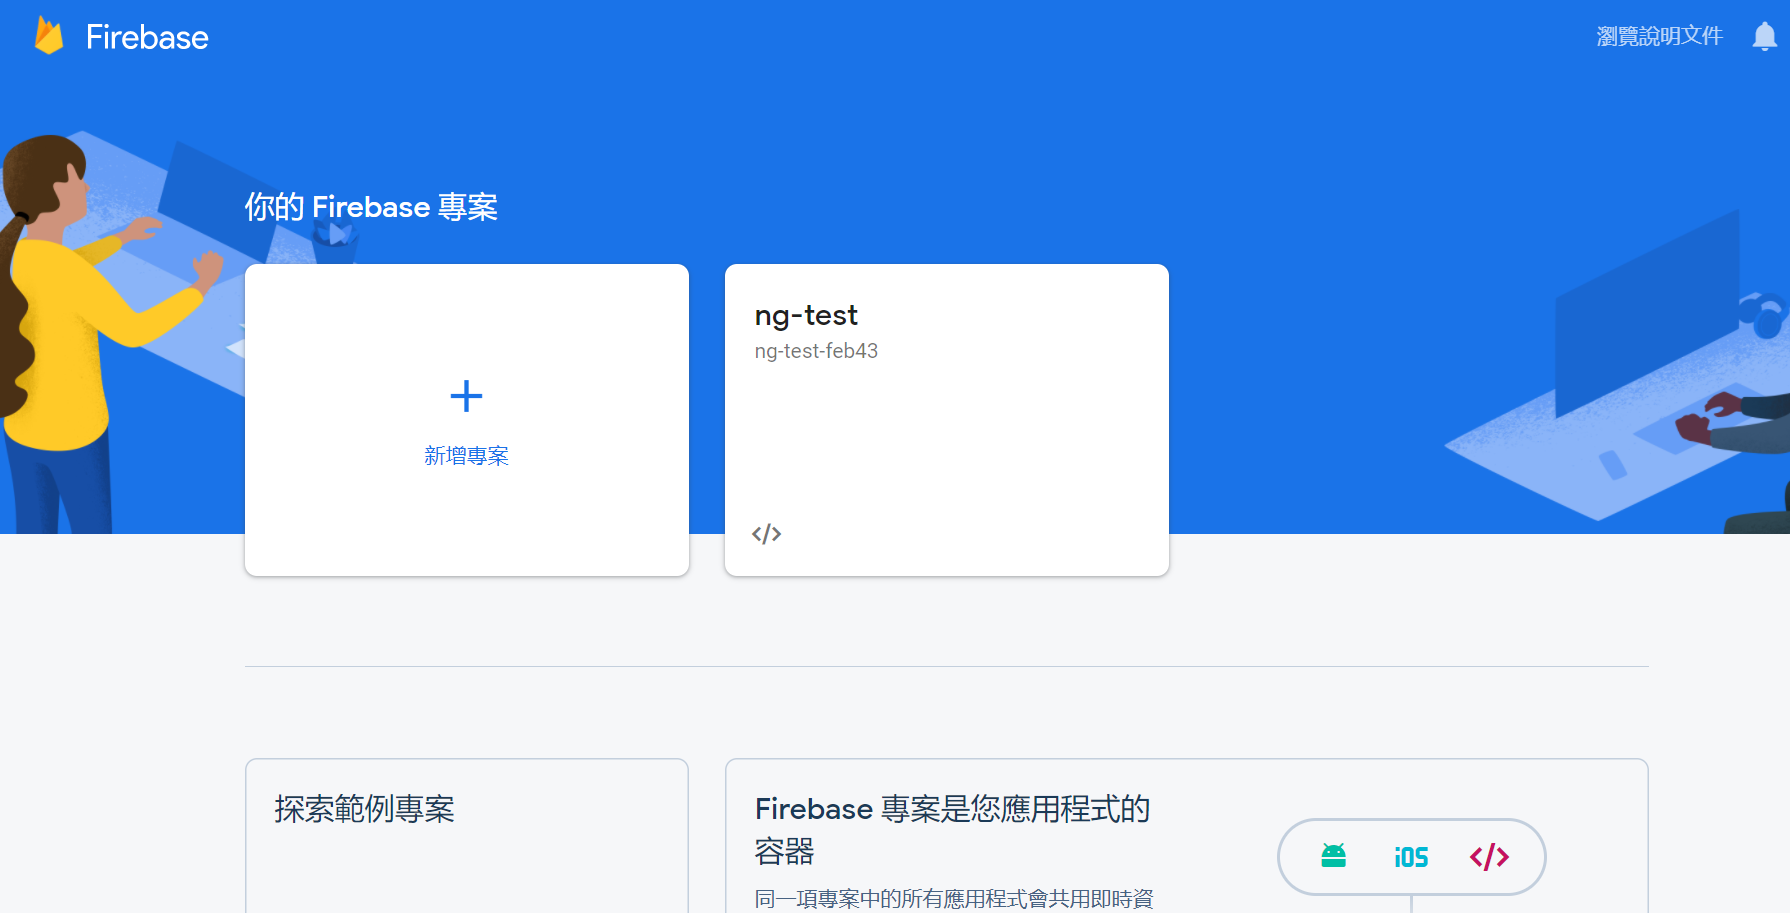 Firebase
瀏覽說明文件
你的 Firebase 專案
新增專案
ng-test
ng-test-feb43
</>
探索範例專案
Firebase 專案是您應用程式的
容器
同一項專案中的所有應用程式會共用即時資
iOS
</>